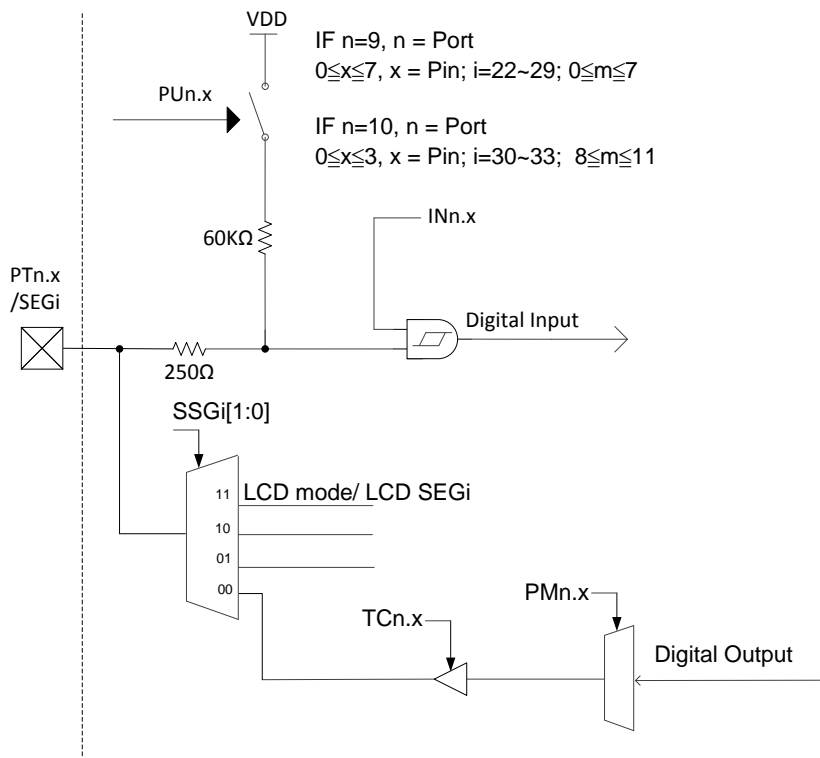 VDD
IF n=9, n = Port
0≦x≦7, x = Pin; i=22~29; 0≦m≦7
PUn.x
IF n=10, n = Port
0≦x≦3, x = Pin; i=30~33; 8≦m≦11
INn.x
60KΩ
PTn.x
/SEGi
Digital Input
250Ω
SSGi[1:0]
11
LCD mode/ LCD SEGi
10
01
00
PMn.x
TCn.x
Digital Output